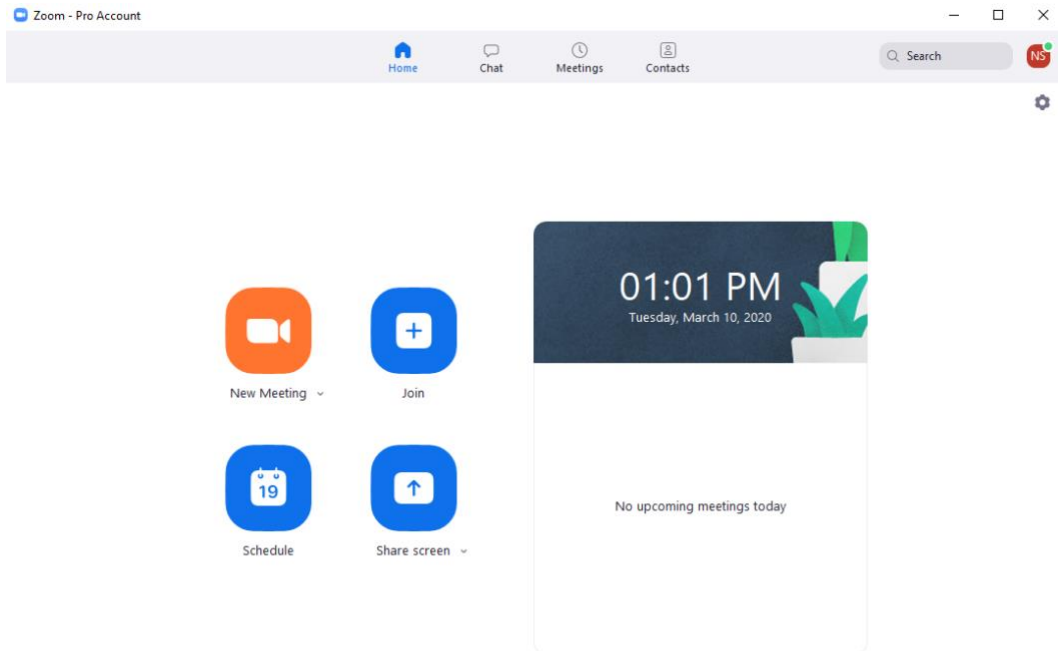 Zoom - Pro Account
Home
Chat
Meetings
Contacts
Search
NS
01:01 PM
Tuesday, March 10, 2020
New Meeting
Join
19
Schedule
Share screen
No upcoming meetings today